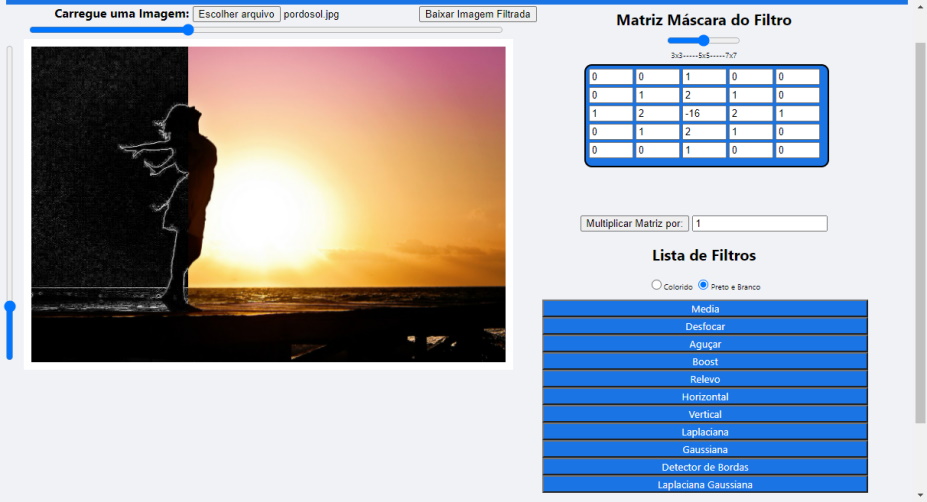 Carregue uma Imagem: Escolher arquivo pordosol.jpg Baixar Imagem Filtrada
Matriz Máscara do Filtro
3x3-----5x5-----7x7
0 0 1 0 0
0 1 2 1 0
1 2 -16 2 1
0 1 2 1 0
0 0 1 0 0
Multiplicar Matriz por: 1
Lista de Filtros
Colorido Preto e Branco
Media
Desfocar
Aguçar
Boost
Relevo
Horizontal
Vertical
Laplaciana
Gaussiana
Detector de Bordas
Laplaciana Gaussiana